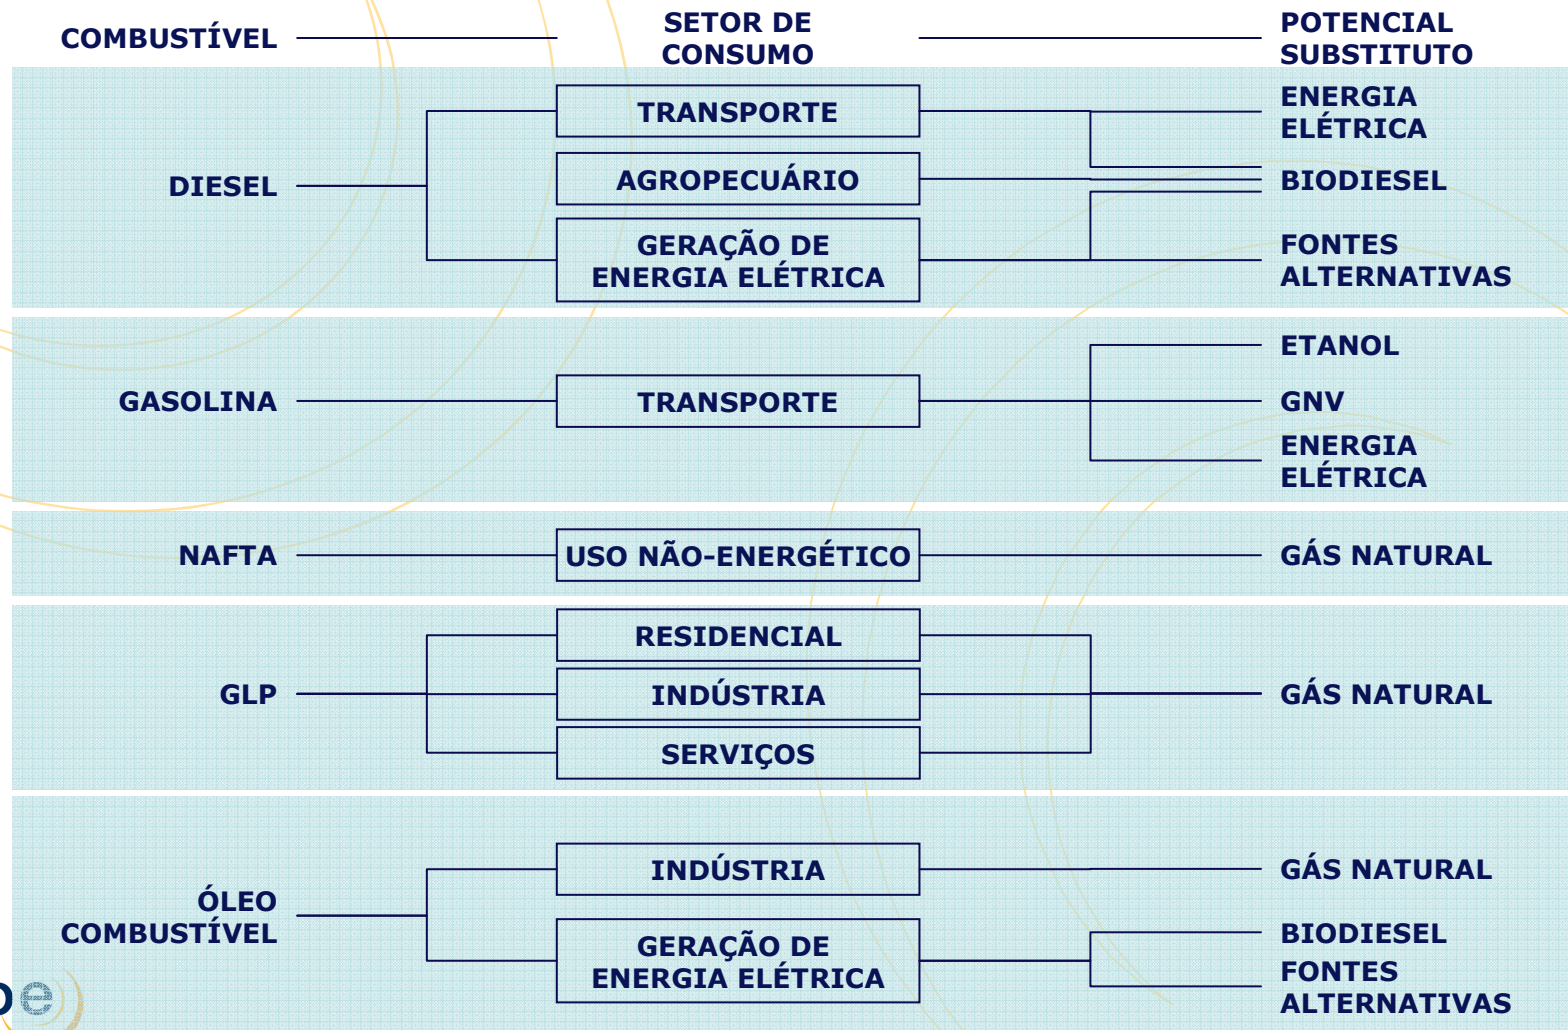 COMBUSTÍVEL
SETOR DE
CONSUMO
POTENCIAL
SUBSTITUTO
DIESEL
TRANSPORTE
AGROPECUÁRIO
GERAÇÃO DE
ENERGIA ELÉTRICA
ENERGIA
ELÉTRICA
BIODIESEL
FONTES
ALTERNATIVAS
GASOLINA
TRANSPORTE
ETANOL
GNV
ENERGIA
ELÉTRICA
NAFTA
USO NÃO-ENERGÉTICO
GÁS NATURAL
GLP
RESIDENCIAL
INDÚSTRIA
SERVIÇOS
GÁS NATURAL
ÓLEO
COMBUSTÍVEL
INDÚSTRIA
GERAÇÃO DE
ENERGIA ELÉTRICA
GÁS NATURAL
BIODIESEL
FONTES
ALTERNATIVAS